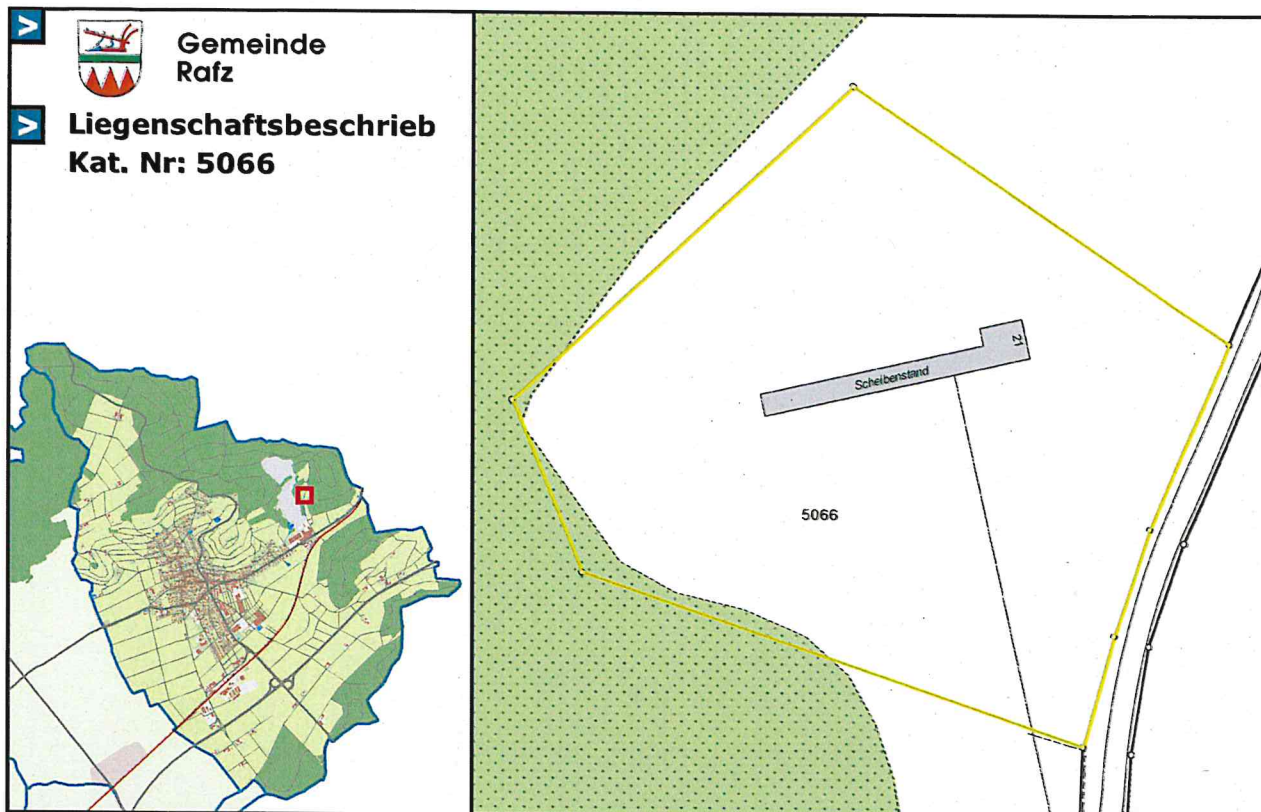 Gemeinde
Rafz
Liegenschaftsbeschrieb
Kat. Nr: 5066
21
Scheibenstand
5066